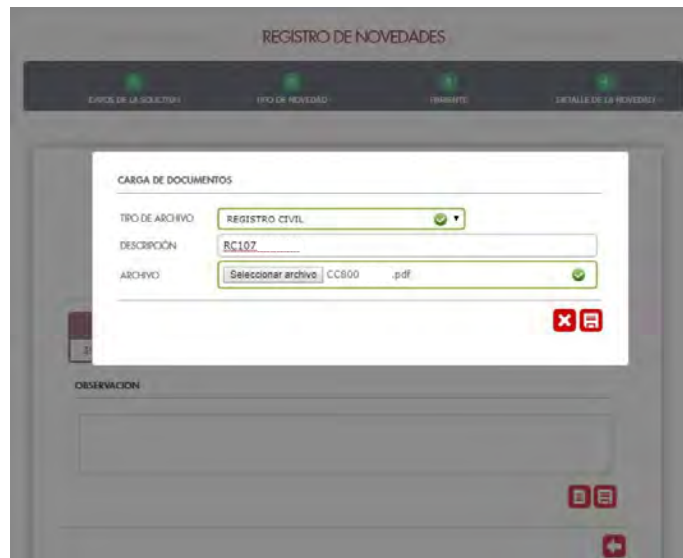 REGISTRO DE NOVEDADES
DATOS DE LA SOLICITUD
TIPO DE NOVEDAD
DETALLE DE LA NOVEDAD
CARGA DE DOCUMENTOS
TIPO DE ARCHIVO REGISTRO CIVIL
DESCRIPCIÓN RC107
ARCHIVO Seleccionar archivo CC800 .pdf
OBSERVACION